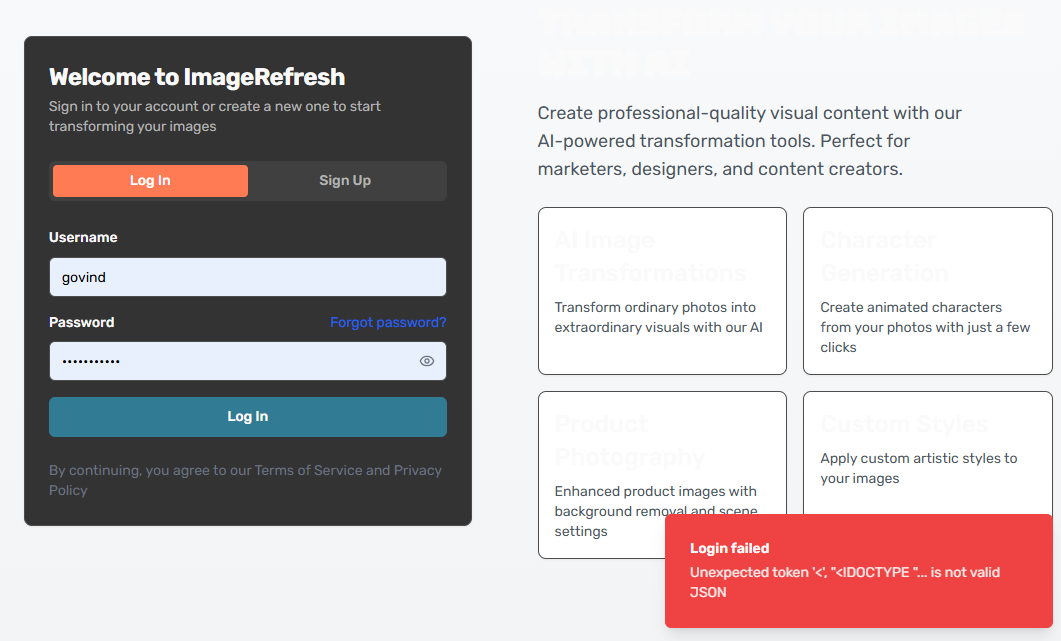 Welcome to ImageRefresh
Sign in to your account or create a new one to start
transforming your images
Log In
Sign Up
Username
govind
Password
Forgot password?
•••••••••••
Log In
By continuing, you agree to our Terms of Service and Privacy
Policy
TRANSFORM YOUR IMAGES
WITH AI
Create professional-quality visual content with our
AI-powered transformation tools. Perfect for
marketers, designers, and content creators.
AI Image
Transformations
Transform ordinary photos into
extraordinary visuals with our AI
Character
Generation
Create animated characters
from your photos with just a few
clicks
Product
Photography
Enhanced product images with
background removal and scene
settings
Custom Styles
Apply custom artistic styles to
your images
Login failed
Unexpected token '<', "<!DOCTYPE "... is not valid
JSON